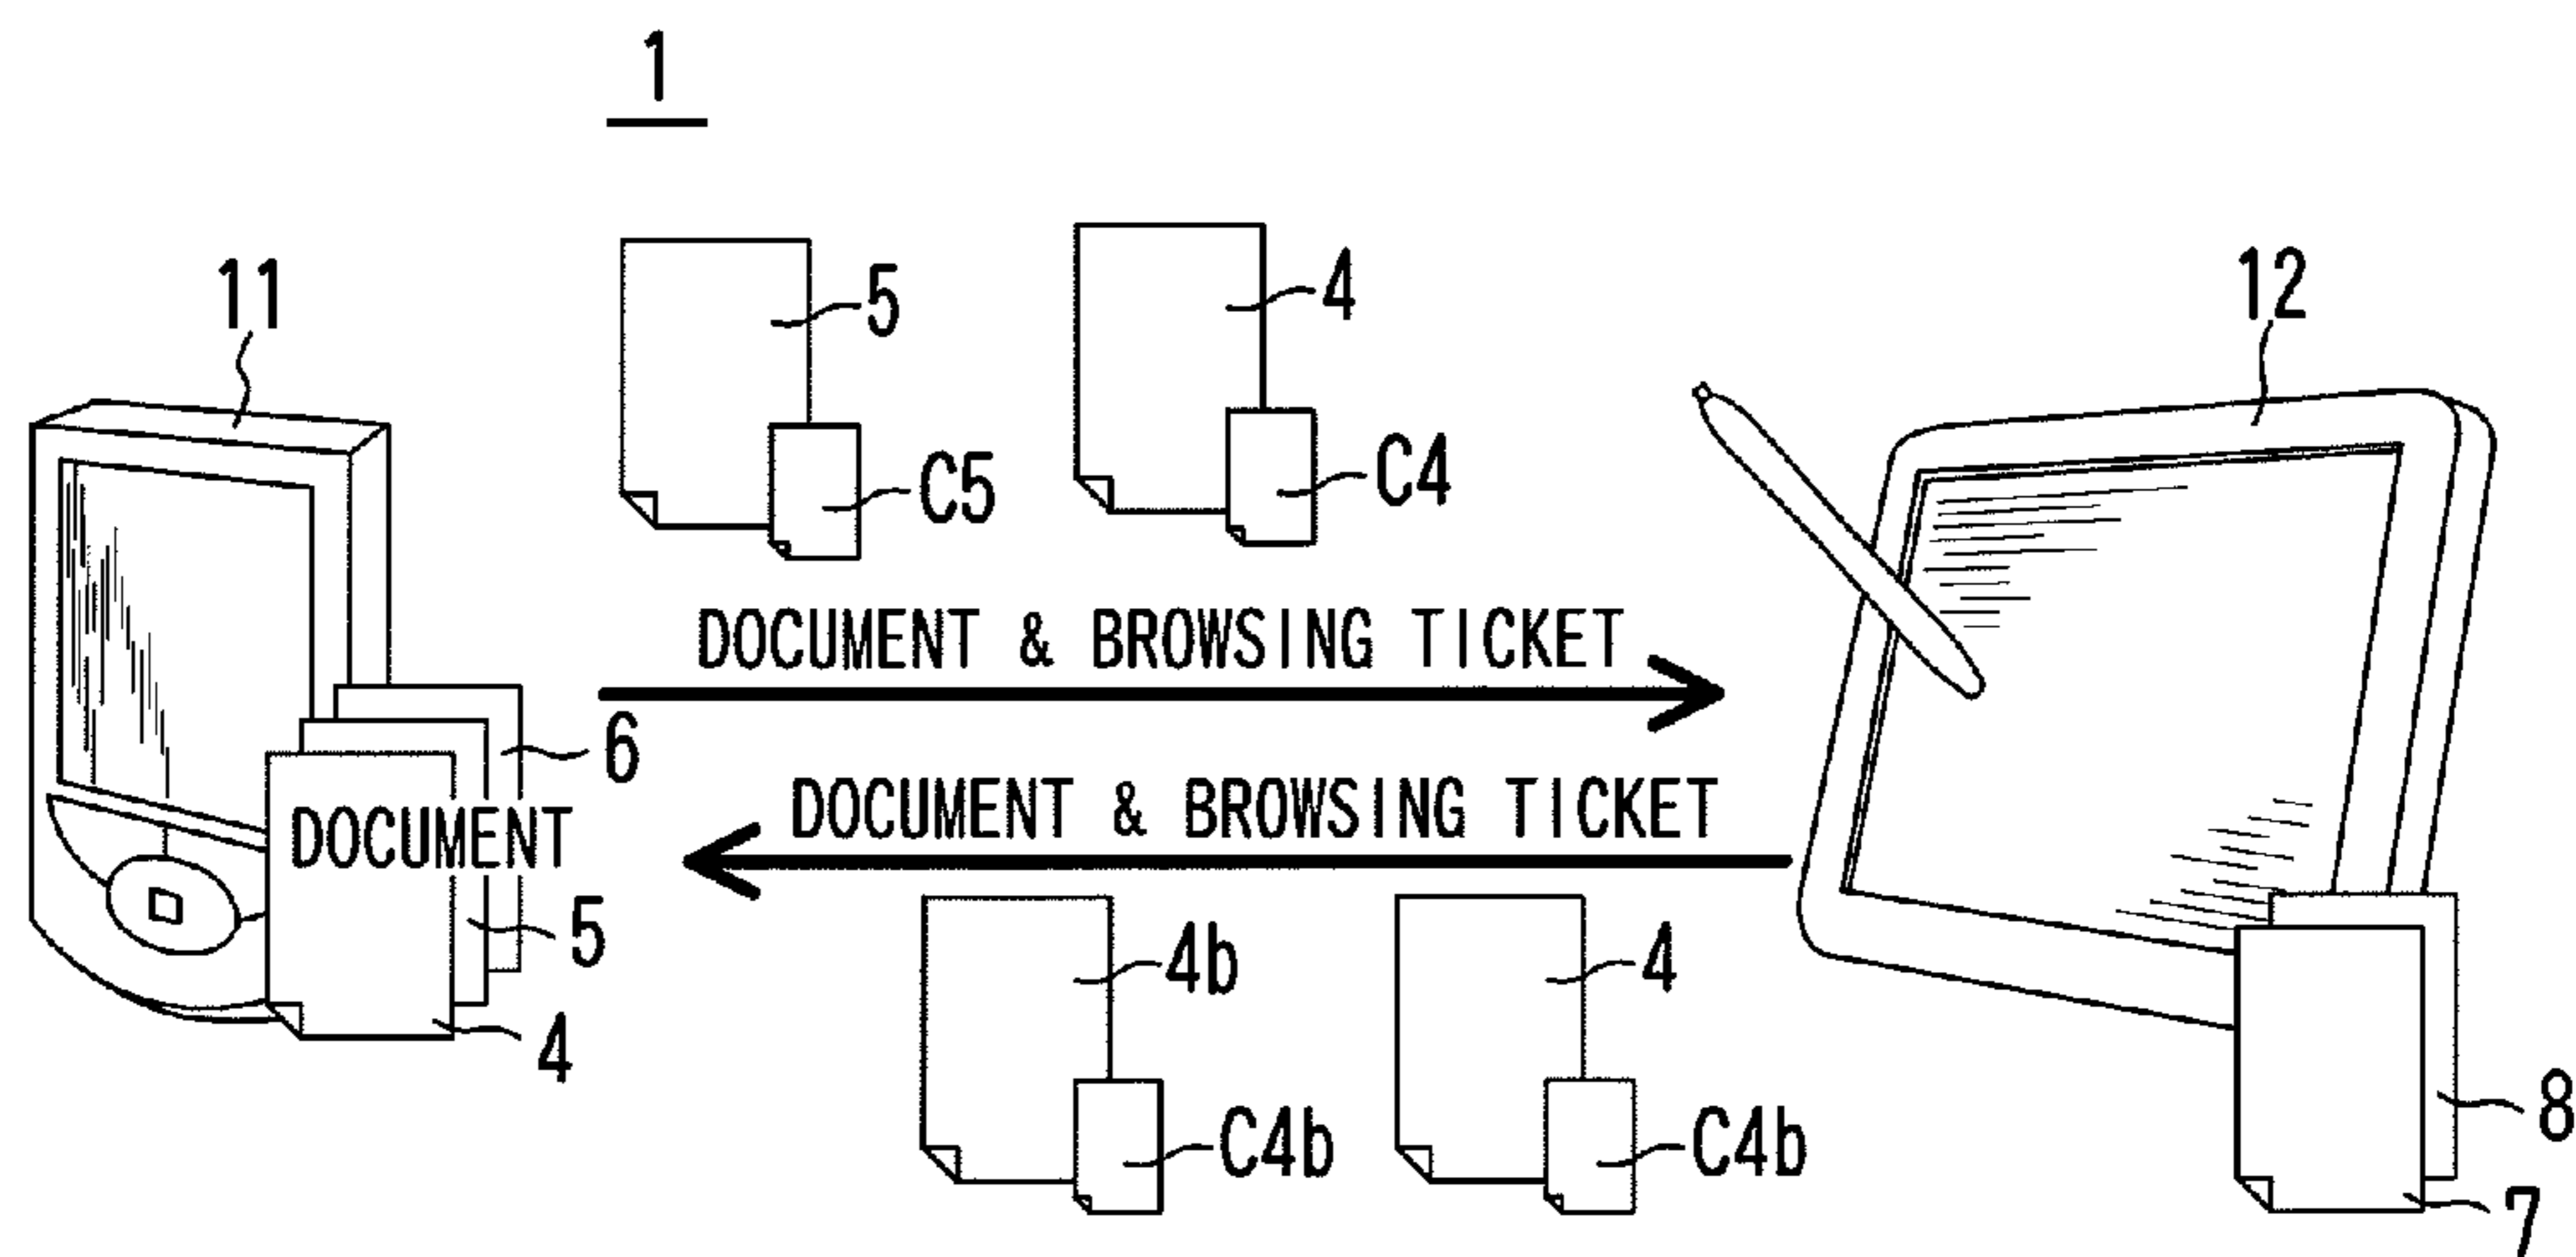 1
11
5
4
12
C5
C4
DOCUMENT & BROWSING TICKET
6
DOCUMENT & BROWSING TICKET
DOCUMENT
5
4
4b
4
C4b
C4b
8
7